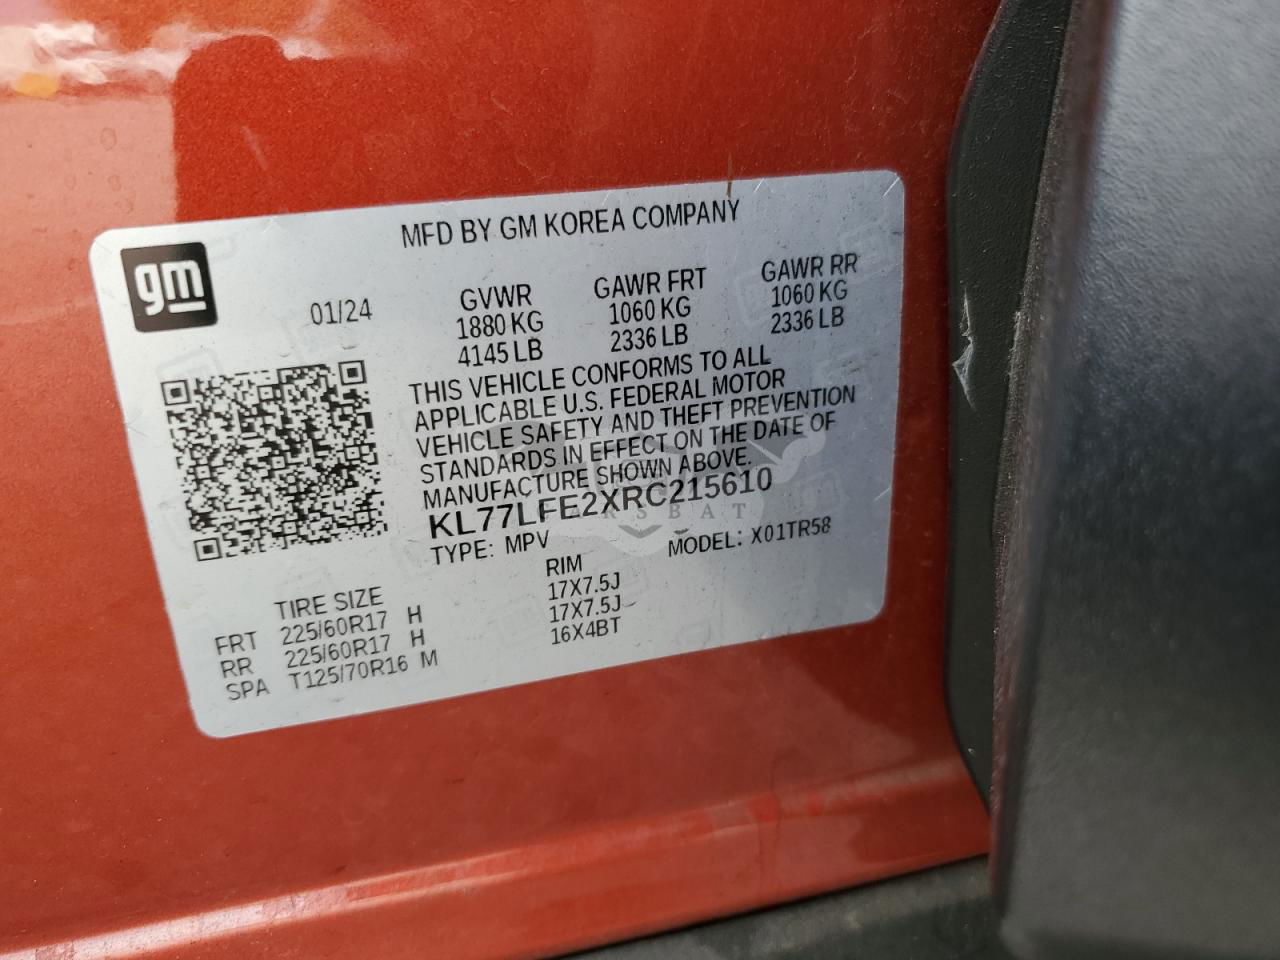 MFD BY GM KOREA COMPANY
gm
01/24
GVWR GAWR FRT GAWR RR
1880 KG 1060 KG 1060 KG
4145 LB 2336 LB 2336 LB
THIS VEHICLE CONFORMS TO ALL
APPLICABLE U.S. FEDERAL MOTOR
VEHICLE SAFETY AND THEFT PREVENTION
STANDARDS IN EFFECT ON THE DATE OF
MANUFACTURE SHOWN ABOVE.
KL77LFE2XRC215610
CARSBAT
TYPE: MPV MODEL: X01TR58
TIRE SIZE RIM
FRT 225/60R17 H 17X7.5J
RR 225/60R17 H 17X7.5J
SPA T125/70R16 M 16X4BT